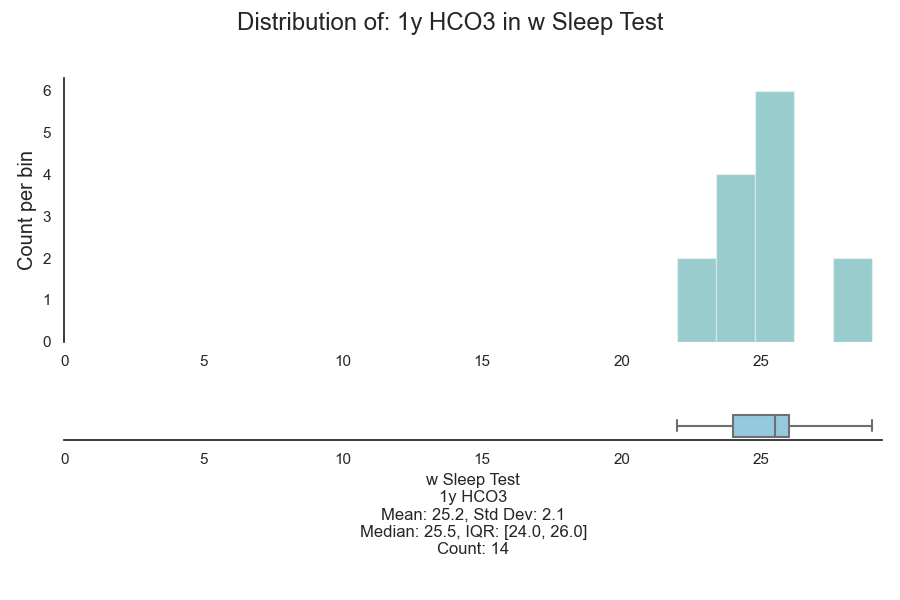 Distribution of: 1y HCO3 in w Sleep Test
Count per bin
6
5
4
3
2
1
0
0 5 10 15 20 25
0 5 10 15 20 25
w Sleep Test
1y HCO3
Mean: 25.2, Std Dev: 2.1
Median: 25.5, IQR: [24.0, 26.0]
Count: 14